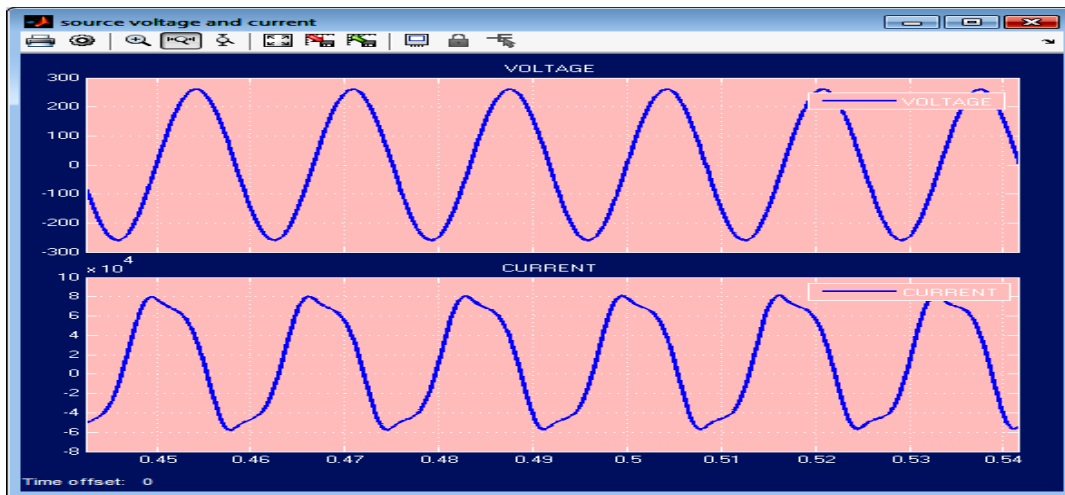 source voltage and current
VOLTAGE
300
200
100
0
-100
-200
-300
VOLTAGE
x 10^4
CURRENT
10
8
6
4
2
0
-2
-4
-6
-8
CURRENT
0.45 0.46 0.47 0.48 0.49 0.5 0.51 0.52 0.53 0.54
Time offset: 0